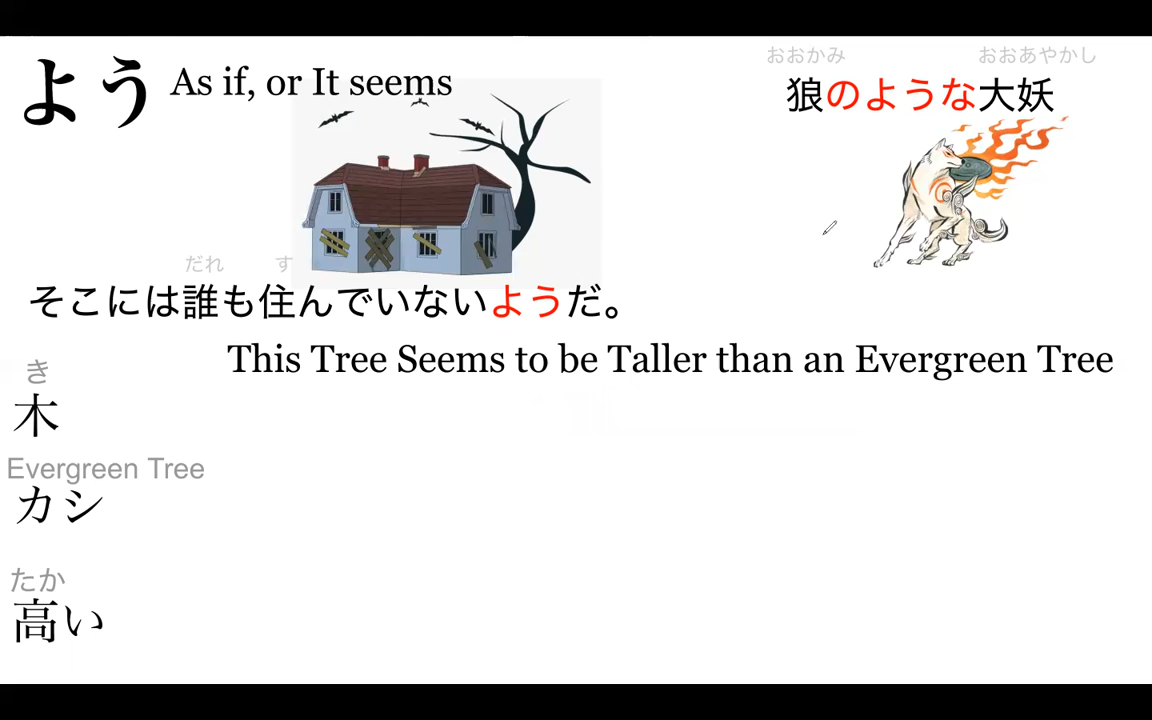 よう As if, or It seems
おおかみ おおあやかし
狼のような大妖
だれ す
そこには誰も住んでいないようだ。
This Tree Seems to be Taller than an Evergreen Tree
き
木
Evergreen Tree
カシ
たか
高い